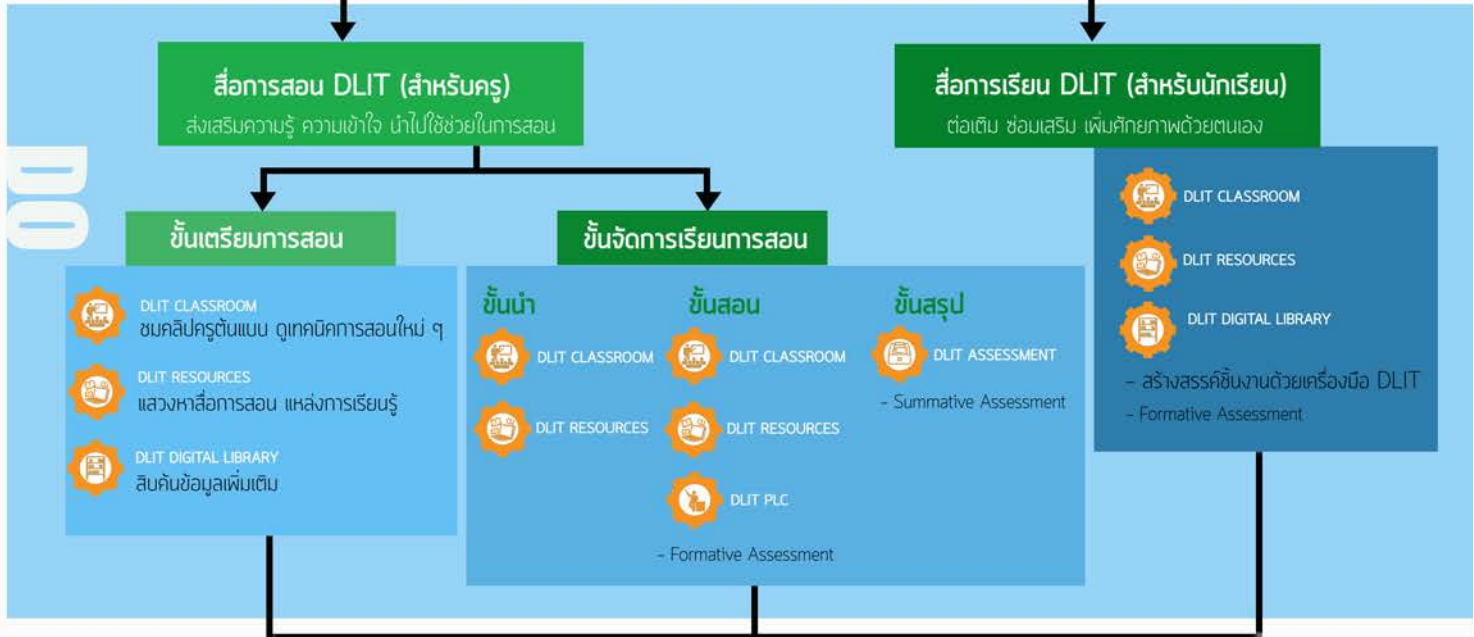 DO
สื่อการสอน DLIT (สำหรับครู)
ส่งเสริมความรู้ ความเข้าใจ นำไปใช้ช่วยในการสอน
ขั้นเตรียมการสอน
DLIT CLASSROOM
ชมคลิปครูต้นแบบ ดูเทคนิคการสอนใหม่ ๆ
DLIT RESOURCES
แสวงหาสื่อการสอน แหล่งการเรียนรู้
DLIT DIGITAL LIBRARY
สืบค้นข้อมูลเพิ่มเติม
ขั้นจัดการเรียนการสอน
ขั้นนำ
DLIT CLASSROOM
DLIT RESOURCES
ขั้นสอน
DLIT CLASSROOM
DLIT RESOURCES
DLIT PLC
- Formative Assessment
ขั้นสรุป
DLIT ASSESSMENT
- Summative Assessment
สื่อการเรียน DLIT (สำหรับนักเรียน)
ต่อเติม ซ่อมเสริม เพิ่มศักยภาพด้วยตนเอง
DLIT CLASSROOM
DLIT RESOURCES
DLIT DIGITAL LIBRARY
- สร้างสรรค์ชิ้นงานด้วยเครื่องมือ DLIT
- Formative Assessment